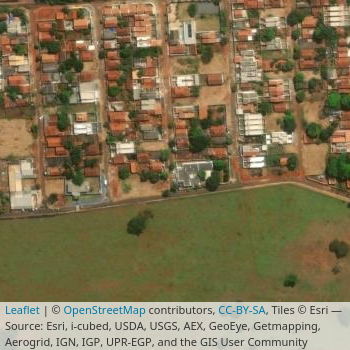 Leaflet | © OpenStreetMap contributors, CC-BY-SA, Tiles © Esri —
Source: Esri, i-cubed, USDA, USGS, AEX, GeoEye, Getmapping,
Aerogrid, IGN, IGP, UPR-EGP, and the GIS User Community